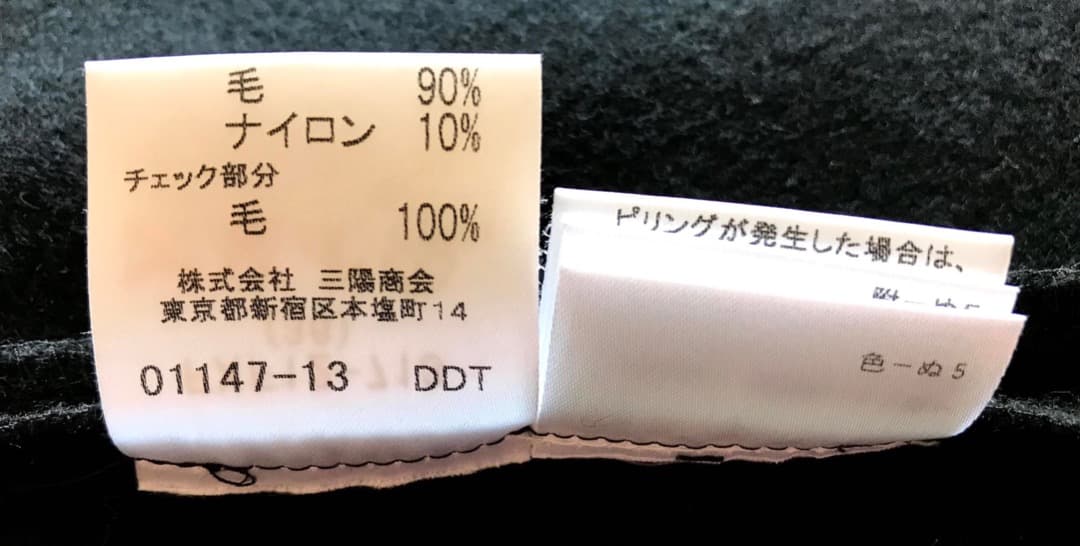 毛 90%
ナイロン 10%
チェック部分
毛 100%
株式会社 三陽商会
東京都新宿区本塩町14
01147-13 DDT
ピリングが発生した場合は、
色-ぬ5